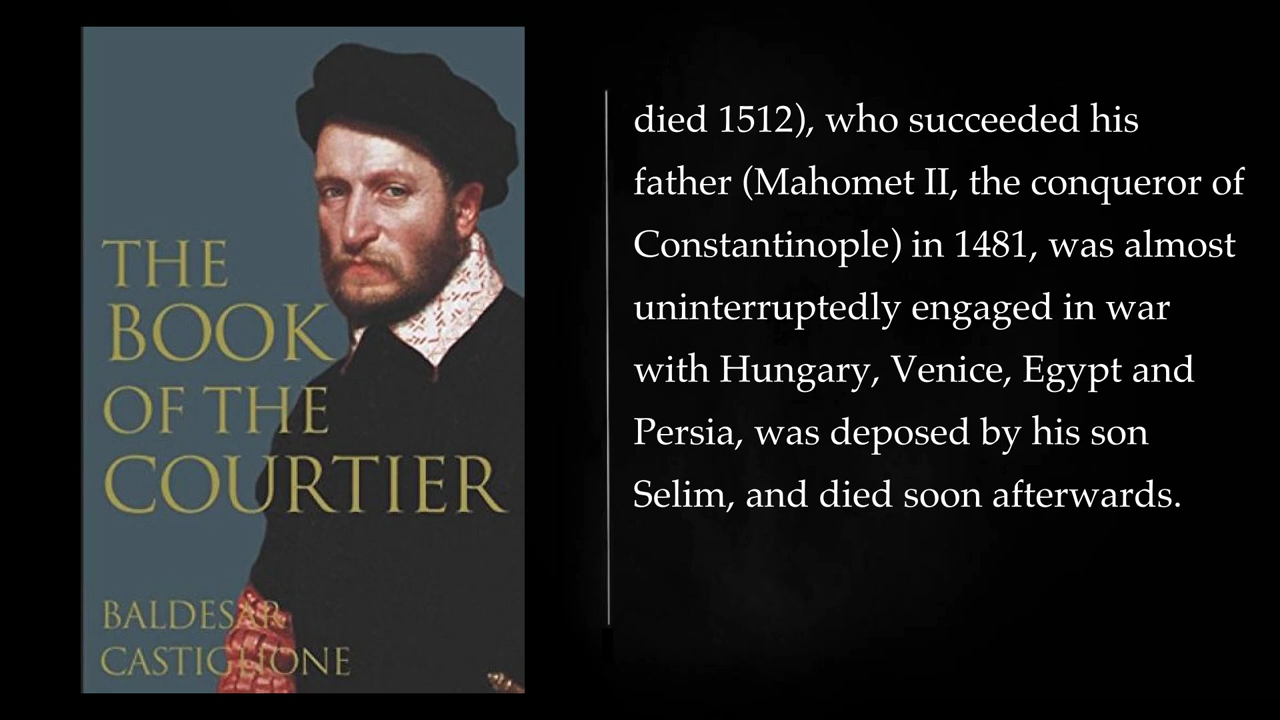 THE
BOOK
OF THE
COURTIER
BALDESAR
CASTIGLIONE
died 1512), who succeeded his
father (Mahomet II, the conqueror of
Constantinople) in 1481, was almost
uninterruptedly engaged in war
with Hungary, Venice, Egypt and
Persia, was deposed by his son
Selim, and died soon afterwards.